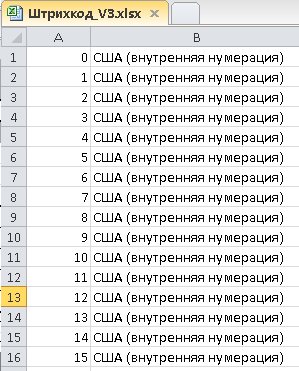 Штрихкод_V3.xlsx
A B
1 0 США (внутренняя нумерация)
2 1 США (внутренняя нумерация)
3 2 США (внутренняя нумерация)
4 3 США (внутренняя нумерация)
5 4 США (внутренняя нумерация)
6 5 США (внутренняя нумерация)
7 6 США (внутренняя нумерация)
8 7 США (внутренняя нумерация)
9 8 США (внутренняя нумерация)
10 9 США (внутренняя нумерация)
11 10 США (внутренняя нумерация)
12 11 США (внутренняя нумерация)
13 12 США (внутренняя нумерация)
14 13 США (внутренняя нумерация)
15 14 США (внутренняя нумерация)
16 15 США (внутренняя нумерация)